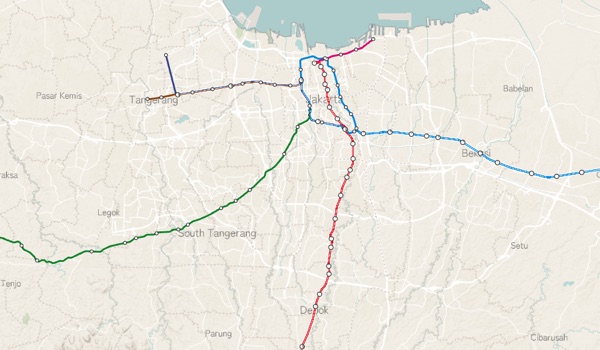 Babelan
Pasar Kemis
Tangerang
Jakarta
Bekasi
Legok
South Tangerang
Setu
Tenjo
Depok
Parung
Cibarusah